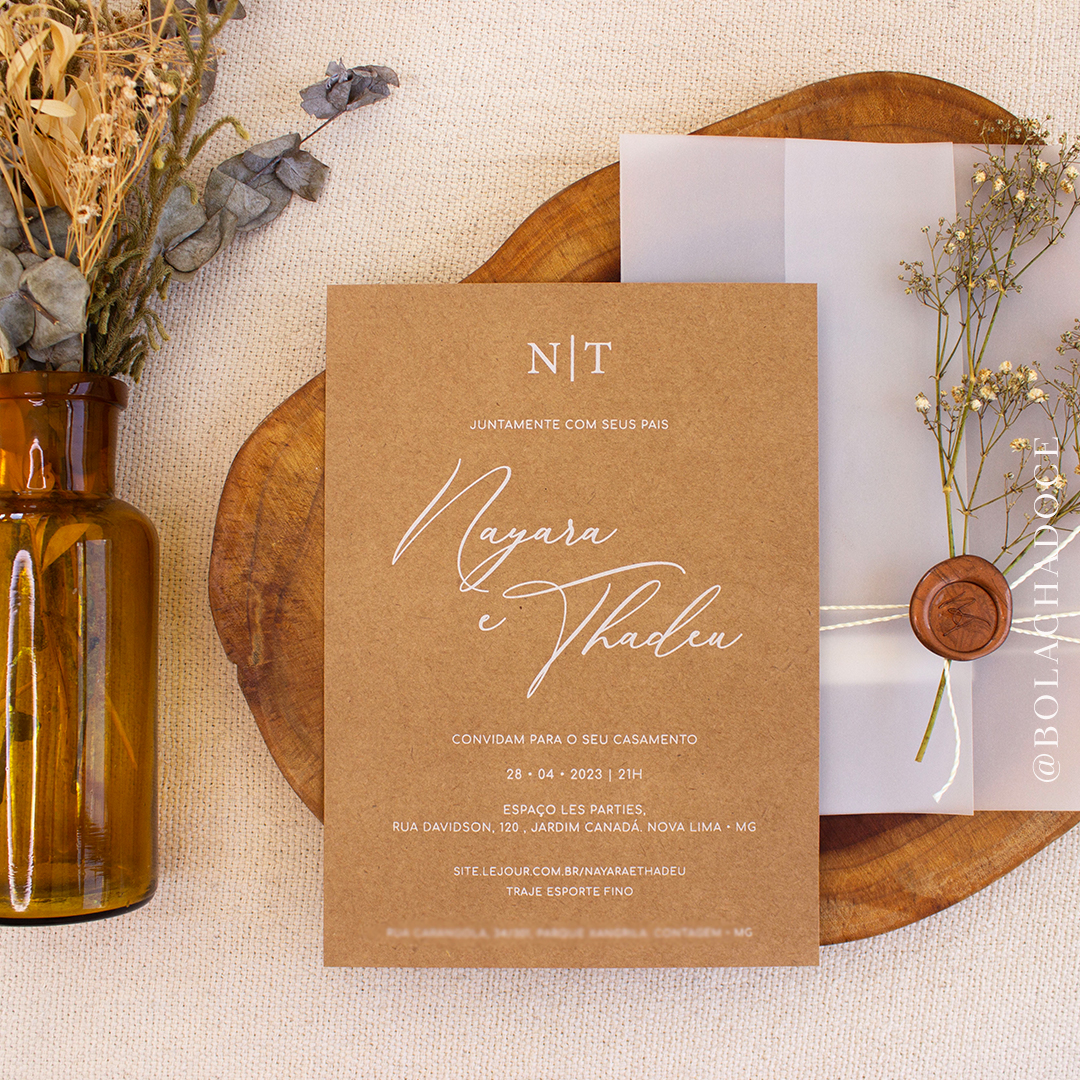 N|T
JUNTAMENTE COM SEUS PAIS
Nayara
e Thadeu
CONVIDAM PARA O SEU CASAMENTO
28 • 04 • 2023 | 21H
ESPAÇO LES PARTIES,
RUA DAVIDSON, 120 , JARDIM CANADÁ. NOVA LIMA • MG
SITE.LEJOUR.COM.BR/NAYARAETHADEU
TRAJE ESPORTE FINO
• MG
@BOLACHADOCE